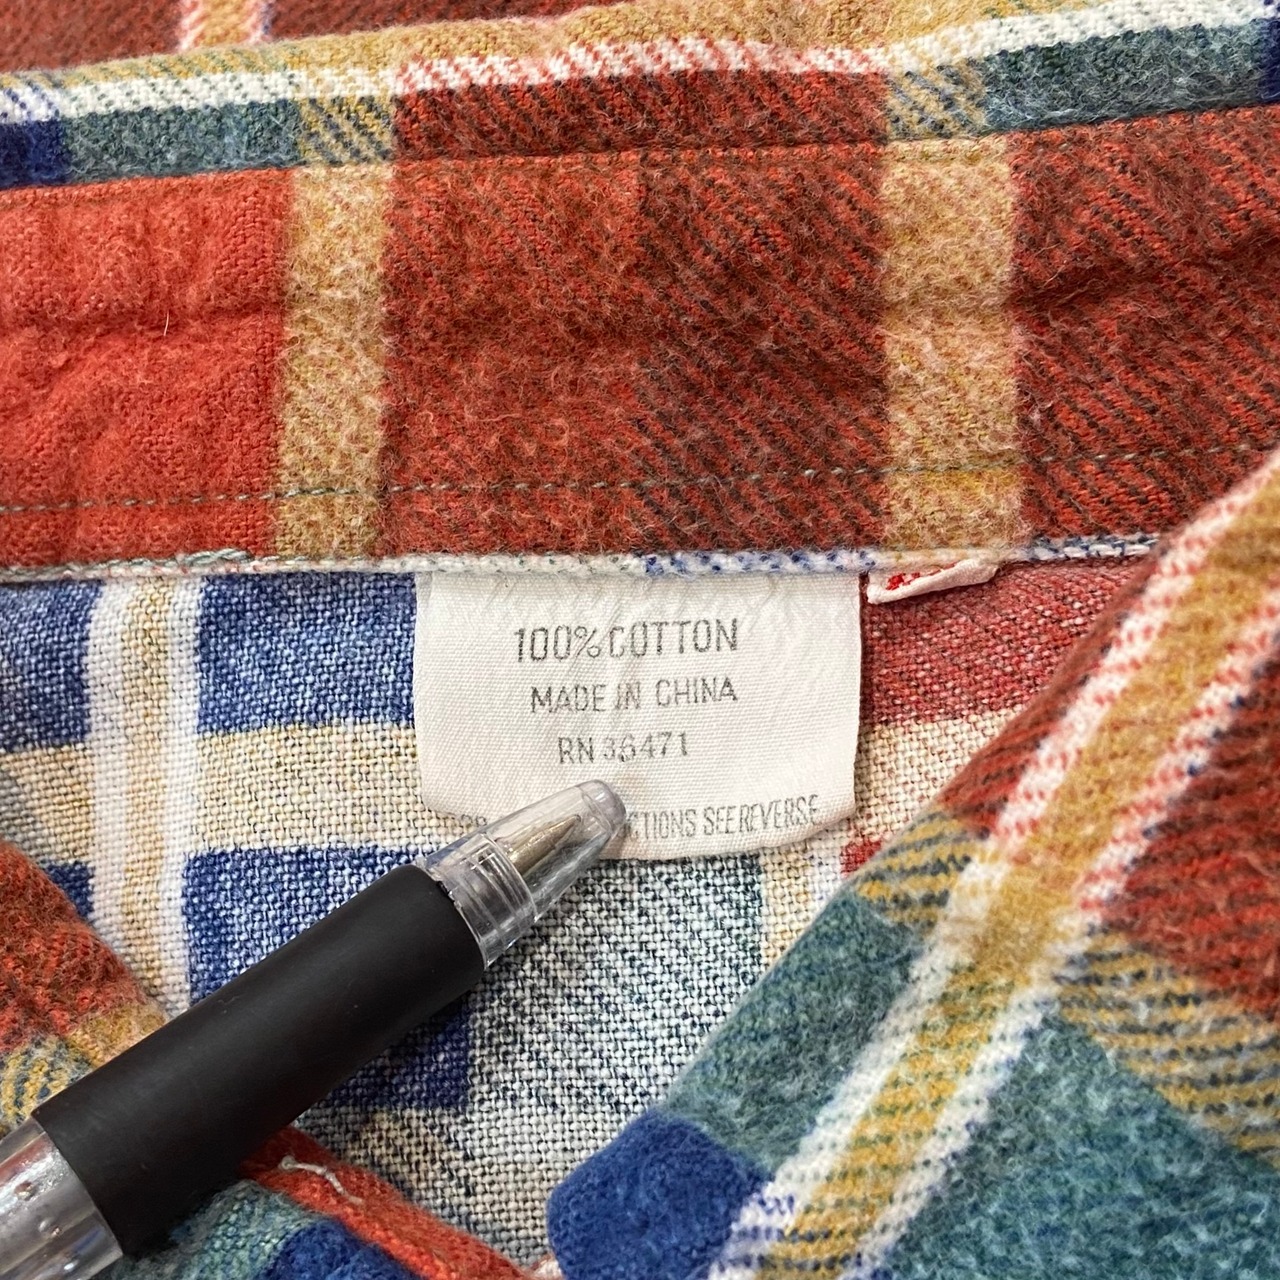 100% COTTON
MADE IN CHINA
RN 36471
SEE REVERSE